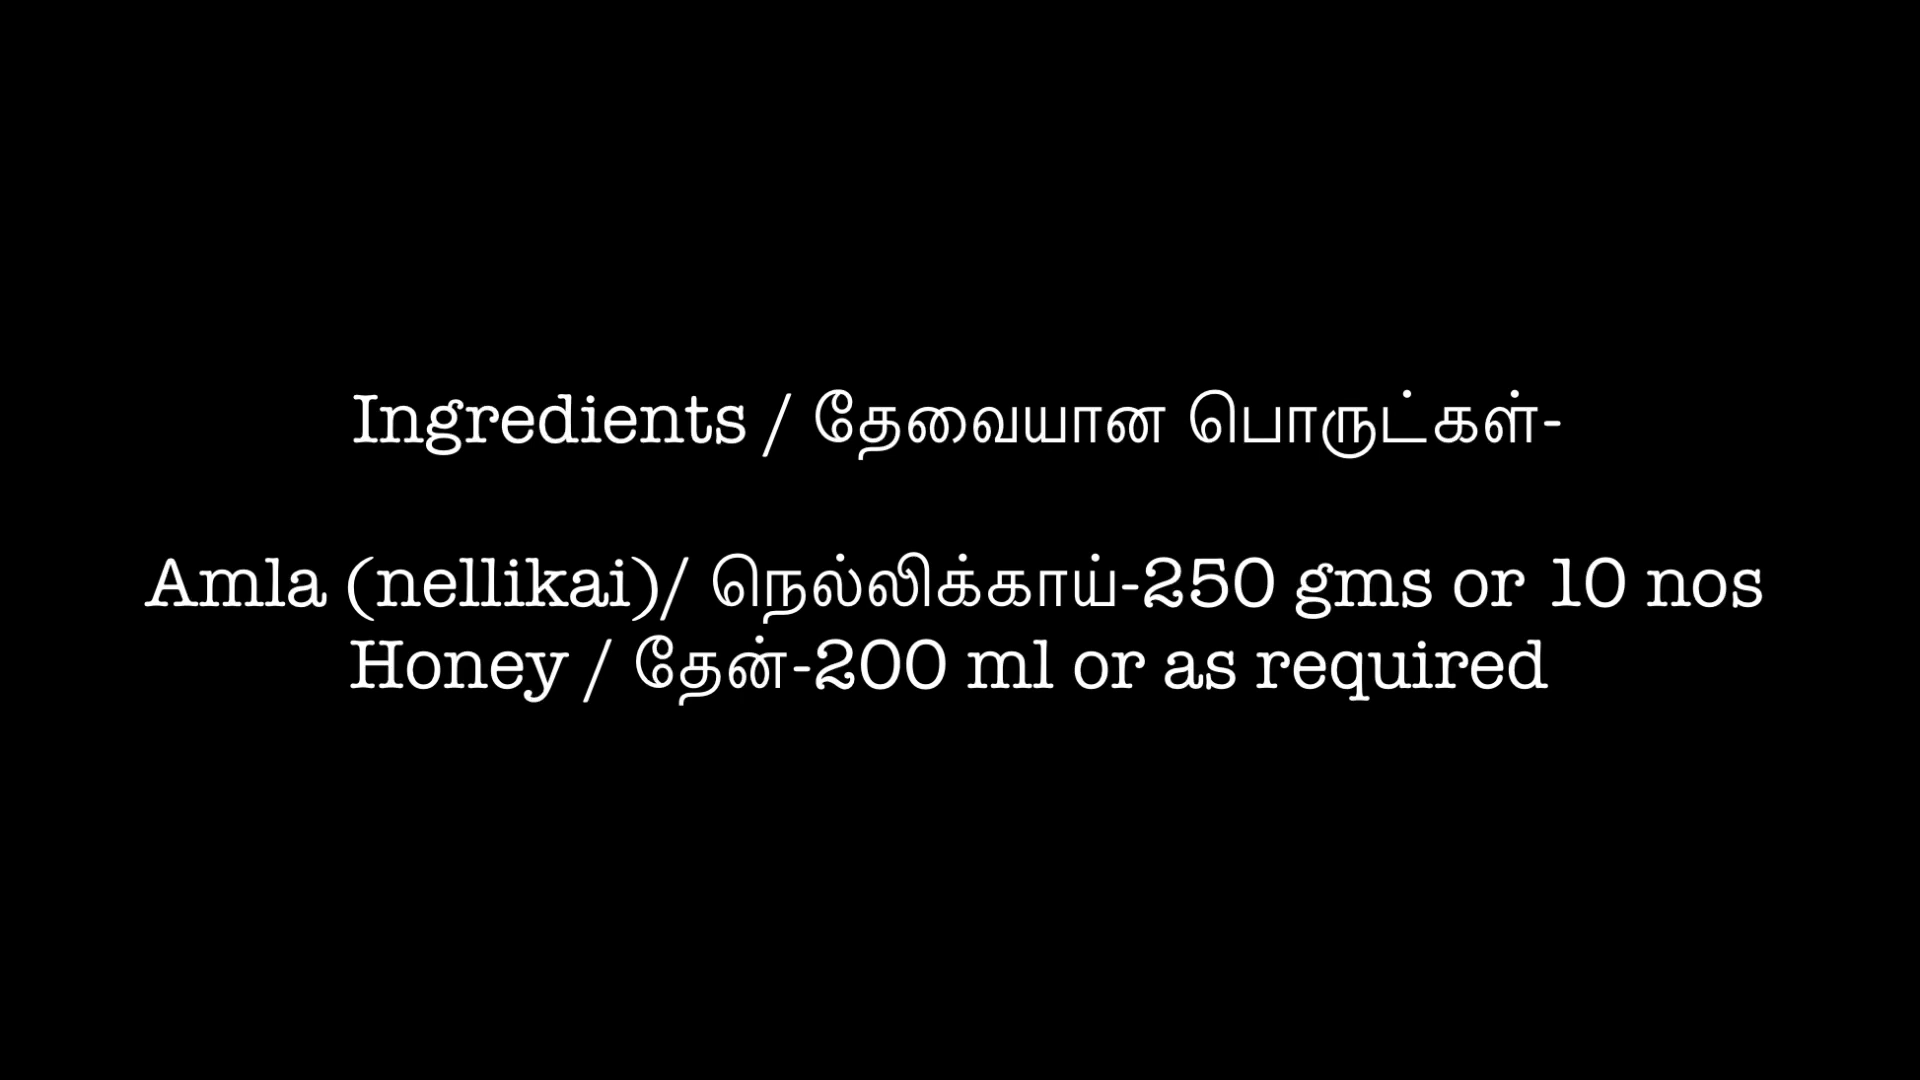 Ingredients / தேவையான பொருட்கள்-
Amla (nellikai)/ நெல்லிக்காய்-250 gms or 10 nos
Honey / தேன்-200 ml or as required